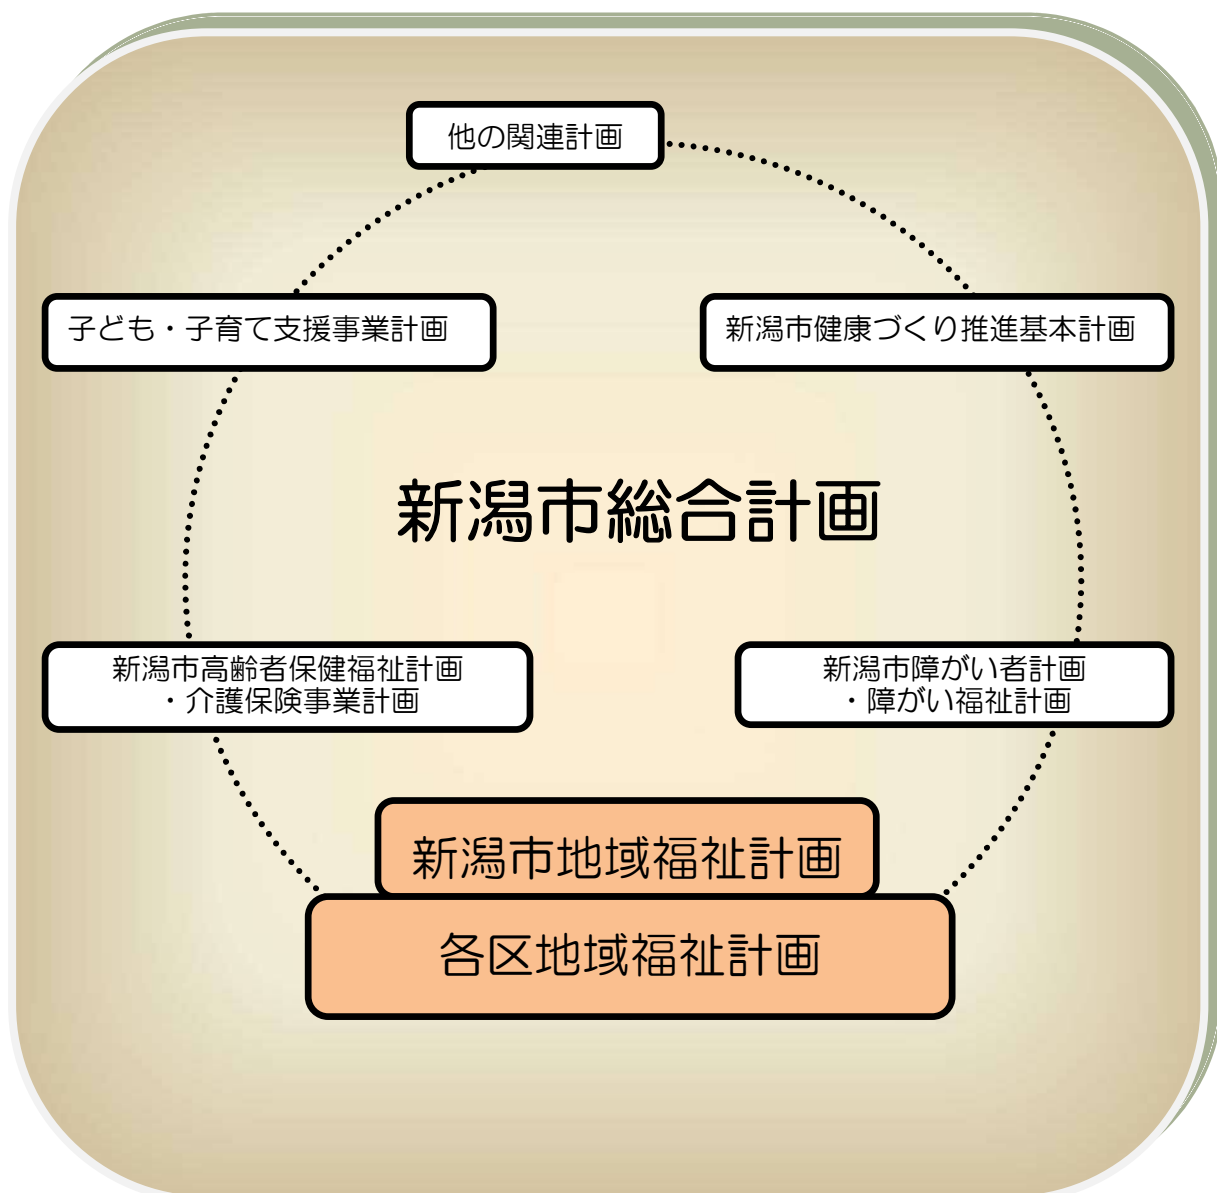 他の関連計画
子ども・子育て支援事業計画
新潟市健康づくり推進基本計画
新潟市総合計画
新潟市高齢者保健福祉計画
・介護保険事業計画
新潟市障がい者計画
・障がい福祉計画
新潟市地域福祉計画
各区地域福祉計画